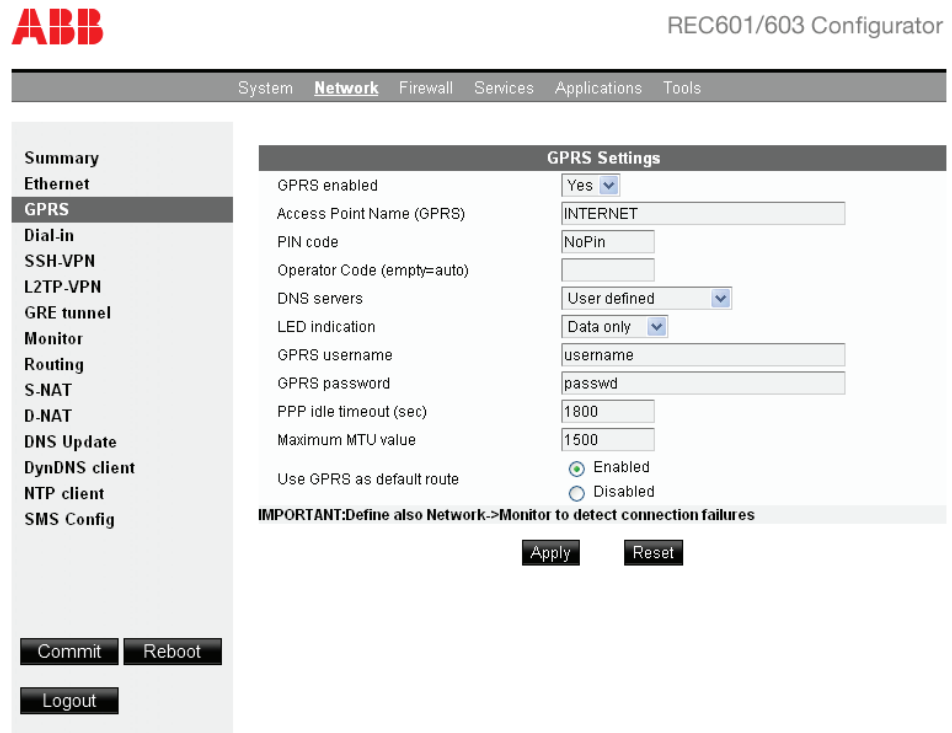 ABB
REC601/603 Configurator
System Network Firewall Services Applications Tools
Summary
Ethernet
GPRS
Dial-in
SSH-VPN
L2TP-VPN
GRE tunnel
Monitor
Routing
S-NAT
D-NAT
DNS Update
DynDNS client
NTP client
SMS Config
Commit Reboot
Logout
GPRS Settings
GPRS enabled Yes
Access Point Name (GPRS) INTERNET
PIN code NoPin
Operator Code (empty=auto)
DNS servers User defined
LED indication Data only
GPRS username username
GPRS password passwd
PPP idle timeout (sec) 1800
Maximum MTU value 1500
Use GPRS as default route Enabled
Disabled
IMPORTANT:Define also Network->Monitor to detect connection failures
Apply Reset